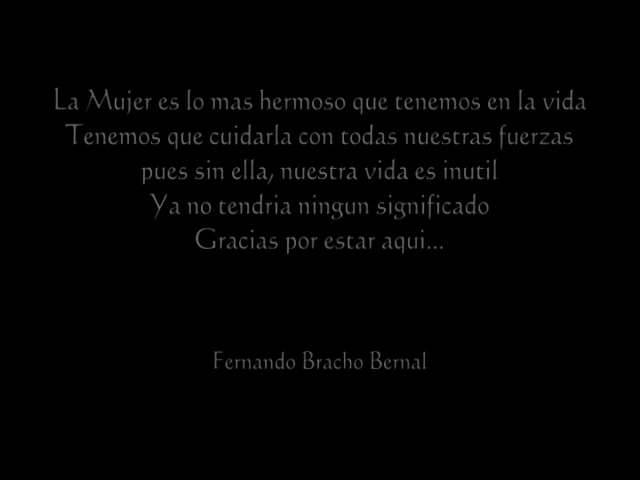 La Mujer es lo mas hermoso que tenemos en la vida
Tenemos que cuidarla con todas nuestras fuerzas
pues sin ella, nuestra vida es inutil
Ya no tendria ningun significado
Gracias por estar aqui...
Fernando Bracho Bernal